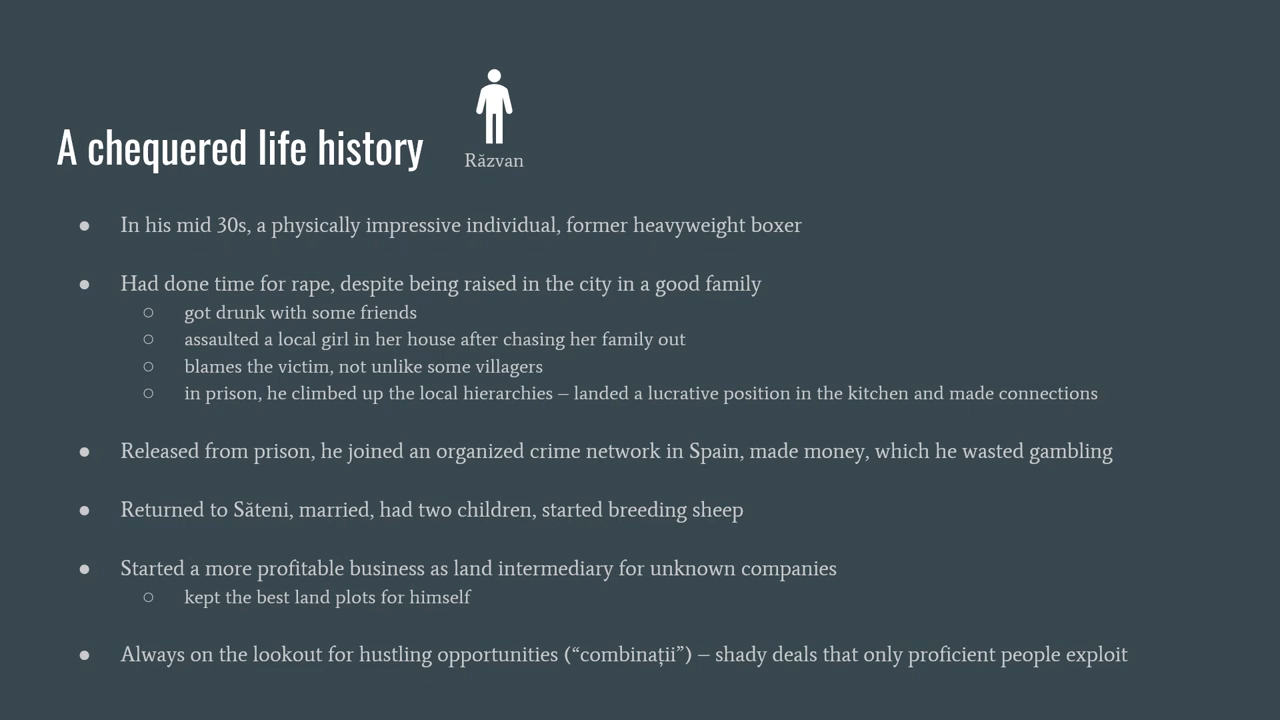 A chequered life history
Răzvan
● In his mid 30s, a physically impressive individual, former heavyweight boxer
● Had done time for rape, despite being raised in the city in a good family
○ got drunk with some friends
○ assaulted a local girl in her house after chasing her family out
○ blames the victim, not unlike some villagers
○ in prison, he climbed up the local hierarchies – landed a lucrative position in the kitchen and made connections
● Released from prison, he joined an organized crime network in Spain, made money, which he wasted gambling
● Returned to Săteni, married, had two children, started breeding sheep
● Started a more profitable business as land intermediary for unknown companies
○ kept the best land plots for himself
● Always on the lookout for hustling opportunities (“combinații”) – shady deals that only proficient people exploit